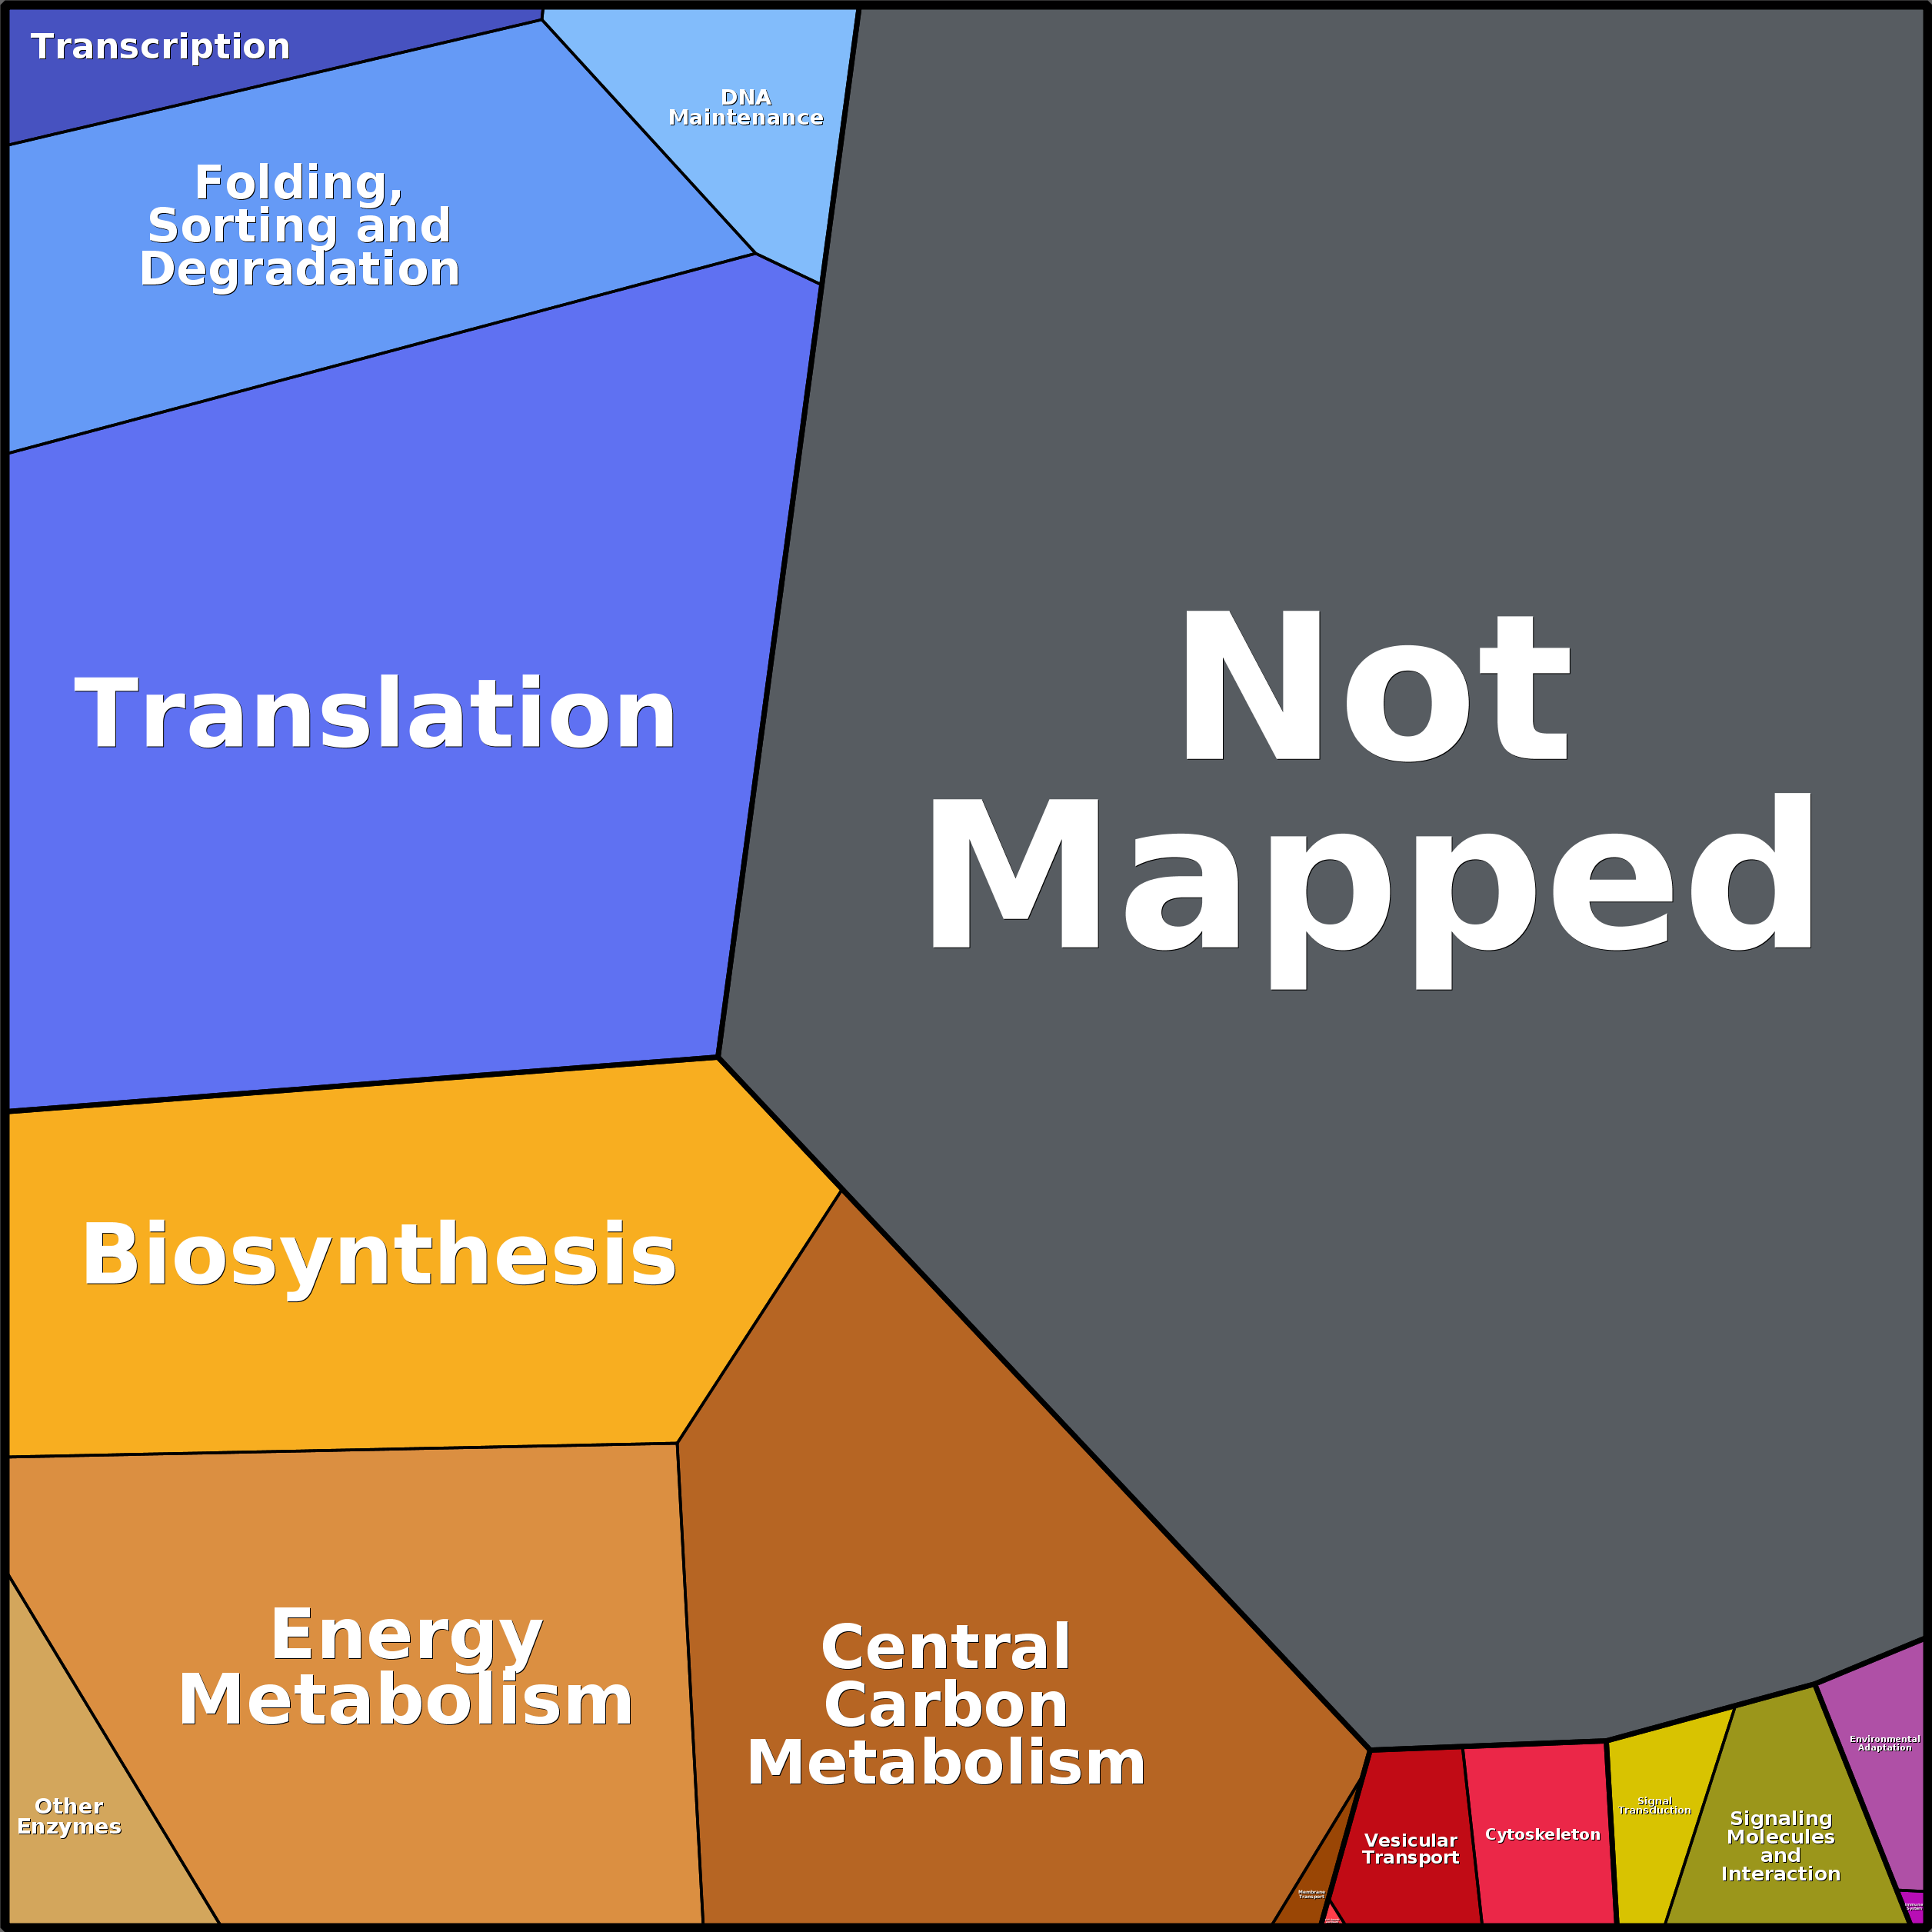 Transcription
DNA
Maintenance
Folding,
Sorting and
Degradation
Translation
Not
Mapped
Biosynthesis
Energy
Metabolism
Central
Carbon
Metabolism
Other
Enzymes
Membrane
Transport
Vesicular
Transport
Cytoskeleton
Signal
Transduction
Signaling
Molecules
and
Interaction
Environmental
Adaptation